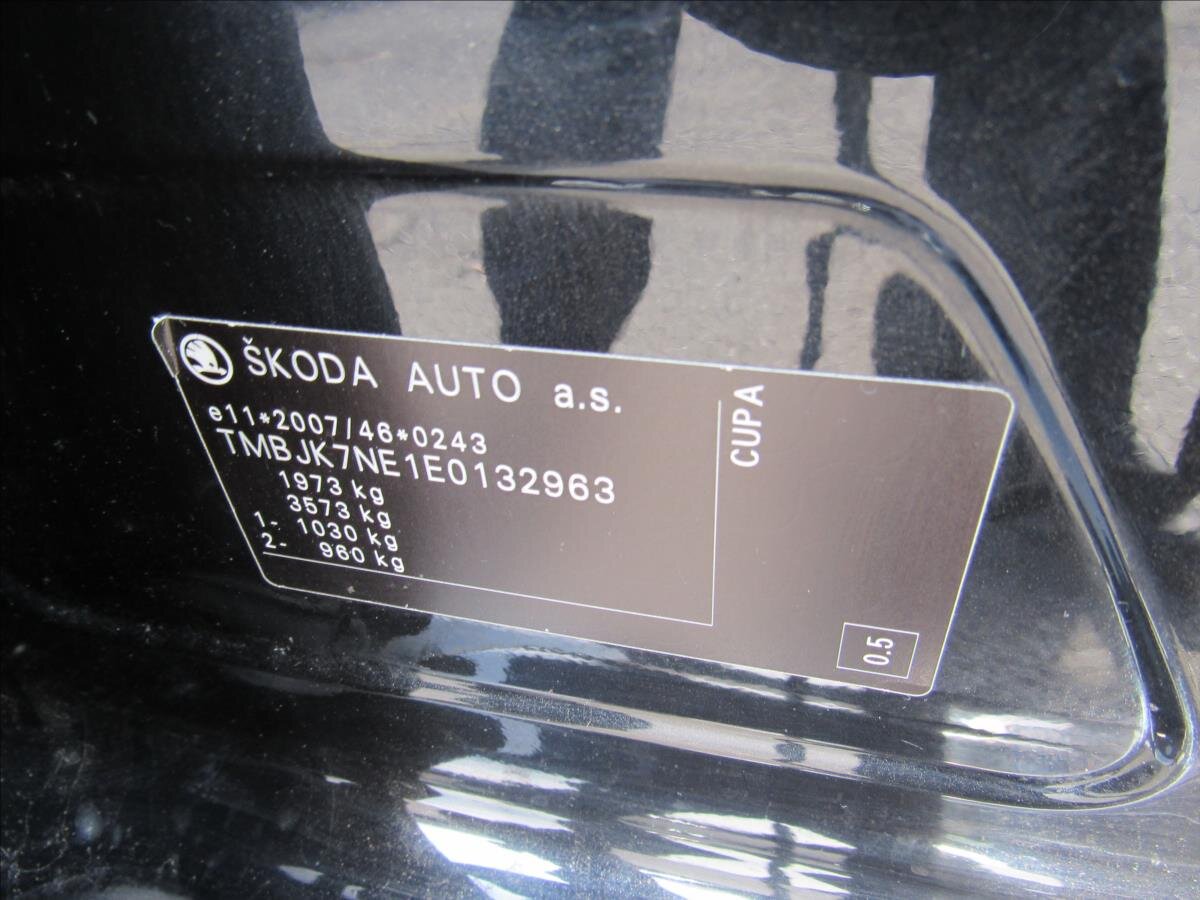 ŠKODA AUTO a.s.
e11*2007/46*0243
TMBJK7NE1E0132963
1973 kg
3573 kg
1- 1030 kg
2- 960 kg
CUPA
0.5